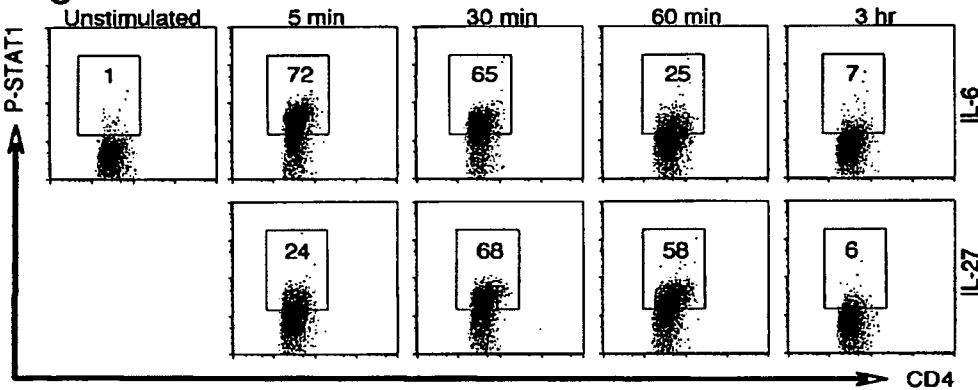 Unstimulated 5 min 30 min 60 min 3 hr
P-STAT1
1 72 65 25 7
IL-6
24 68 58 6
IL-27
CD4